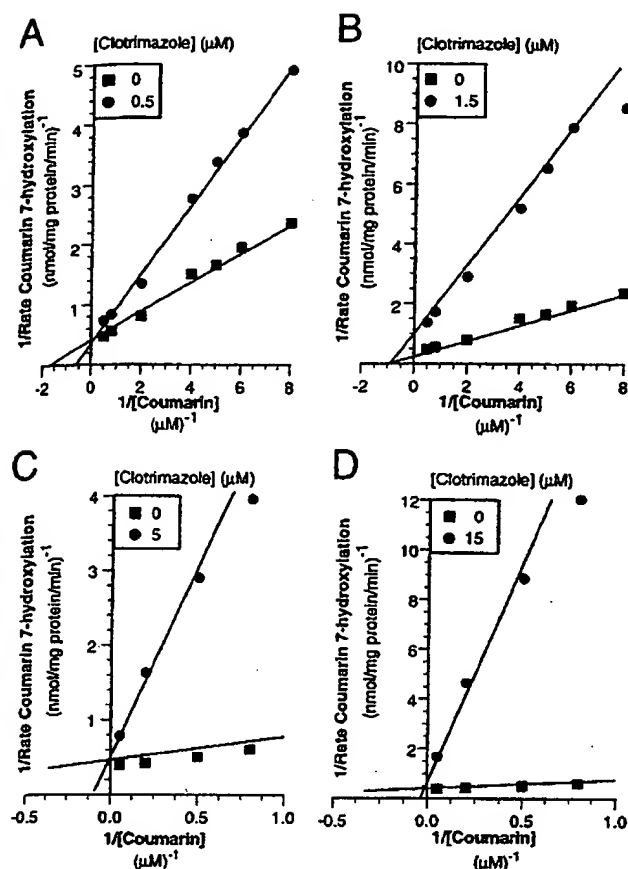 A
[Clotrimazole] (µM)
■ 0
● 0.5
1/Rate Coumarin 7-hydroxylation
(nmol/mg protein/min)⁻¹
5
4
3
2
1
-2 0 2 4 6 8
1/[Coumarin]
(µM)⁻¹
B
[Clotrimazole] (µM)
■ 0
● 1.5
1/Rate Coumarin 7-hydroxylation
(nmol/mg protein/min)⁻¹
10
8
6
4
2
-2 0 2 4 6 8
1/[Coumarin]
(µM)⁻¹
C
[Clotrimazole] (µM)
■ 0
● 5
1/Rate Coumarin 7-hydroxylation
(nmol/mg protein/min)⁻¹
4
3
2
1
-0.5 0.0 0.5 1.0
1/[Coumarin]
(µM)⁻¹
D
[Clotrimazole] (µM)
■ 0
● 15
1/Rate Coumarin 7-hydroxylation
(nmol/mg protein/min)⁻¹
12
10
8
6
4
2
-0.5 0.0 0.5 1.0
1/[Coumarin]
(µM)⁻¹